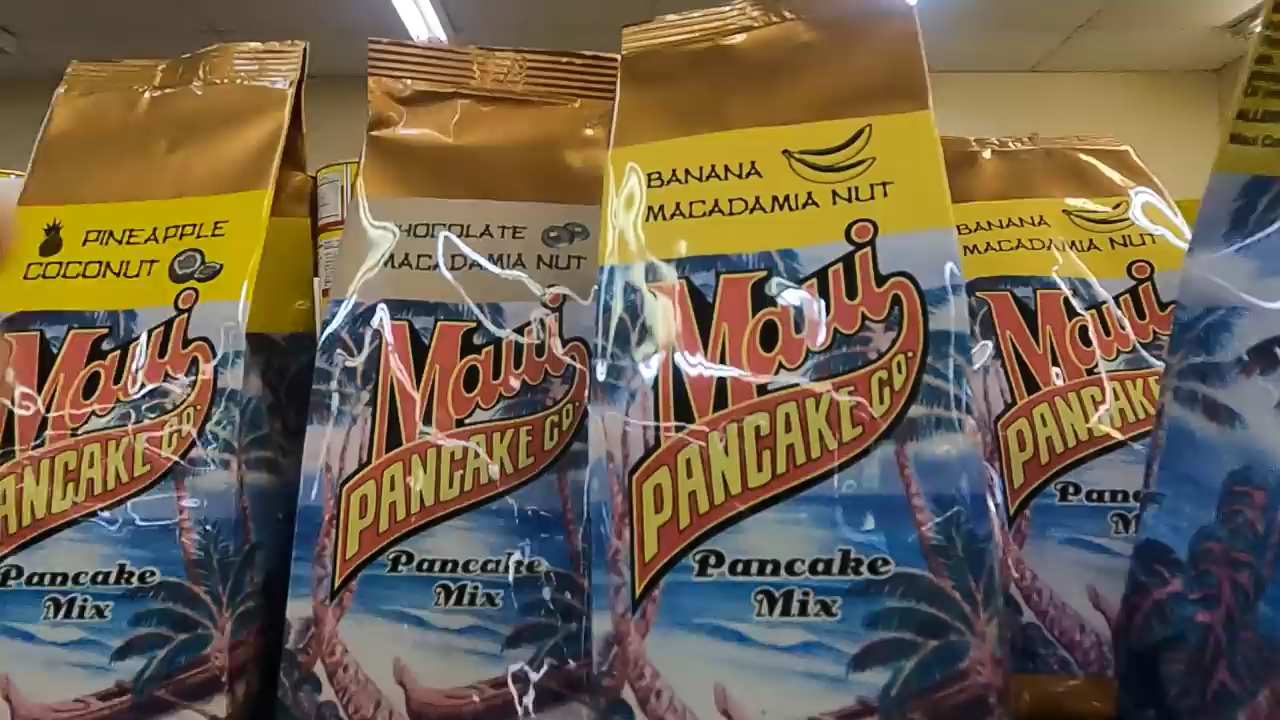 PINEAPPLE
COCONUT
Maui
PANCAKE CO.
Pancake
Mix
CHOCOLATE
MACADAMIA NUT
Maui
PANCAKE CO.
Pancake
Mix
BANANA
MACADAMIA NUT
Maui
PANCAKE CO.
Pancake
Mix
BANANA
MACADAMIA NUT
Maui
PANCAKE